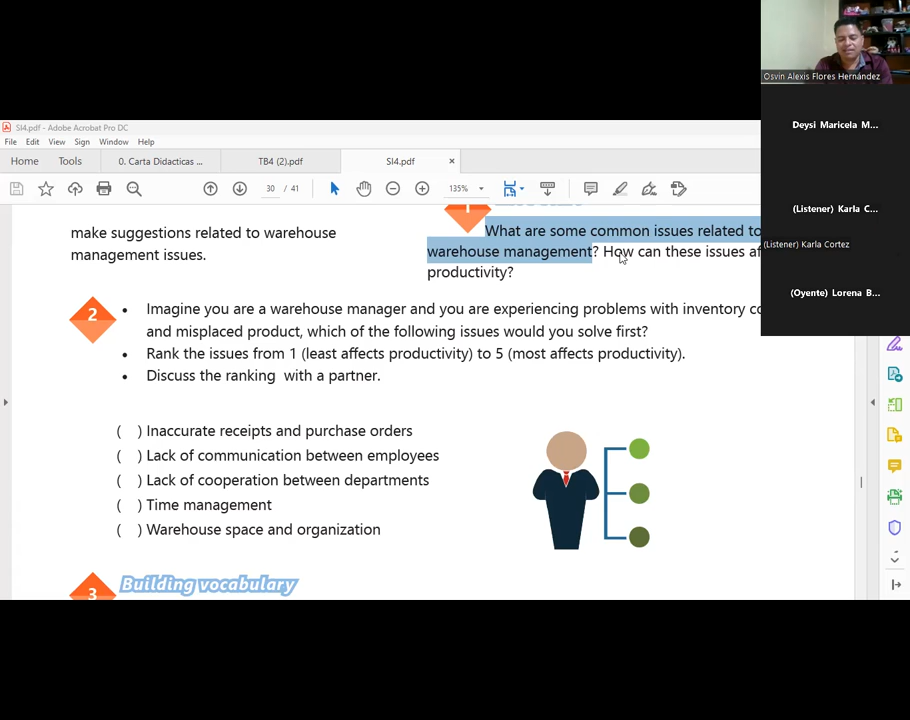 Osvin Alexis Flores Hernández
SI4.pdf - Adobe Acrobat Pro DC
Deysi Maricela M...
File Edit View Sign Window Help
Home Tools 0. Carta Didacticas ... TB4 (2).pdf SI4.pdf ×
30 / 41 135%
(Listener) Karla C...
(Listener) Karla Cortez
(Oyente) Lorena B...
make suggestions related to warehouse
management issues.
1
What are some common issues related to
warehouse management? How can these issues af
productivity?
2
• Imagine you are a warehouse manager and you are experiencing problems with inventory co
and misplaced product, which of the following issues would you solve first?
• Rank the issues from 1 (least affects productivity) to 5 (most affects productivity).
• Discuss the ranking with a partner.
( ) Inaccurate receipts and purchase orders
( ) Lack of communication between employees
( ) Lack of cooperation between departments
( ) Time management
( ) Warehouse space and organization
3 Building vocabulary